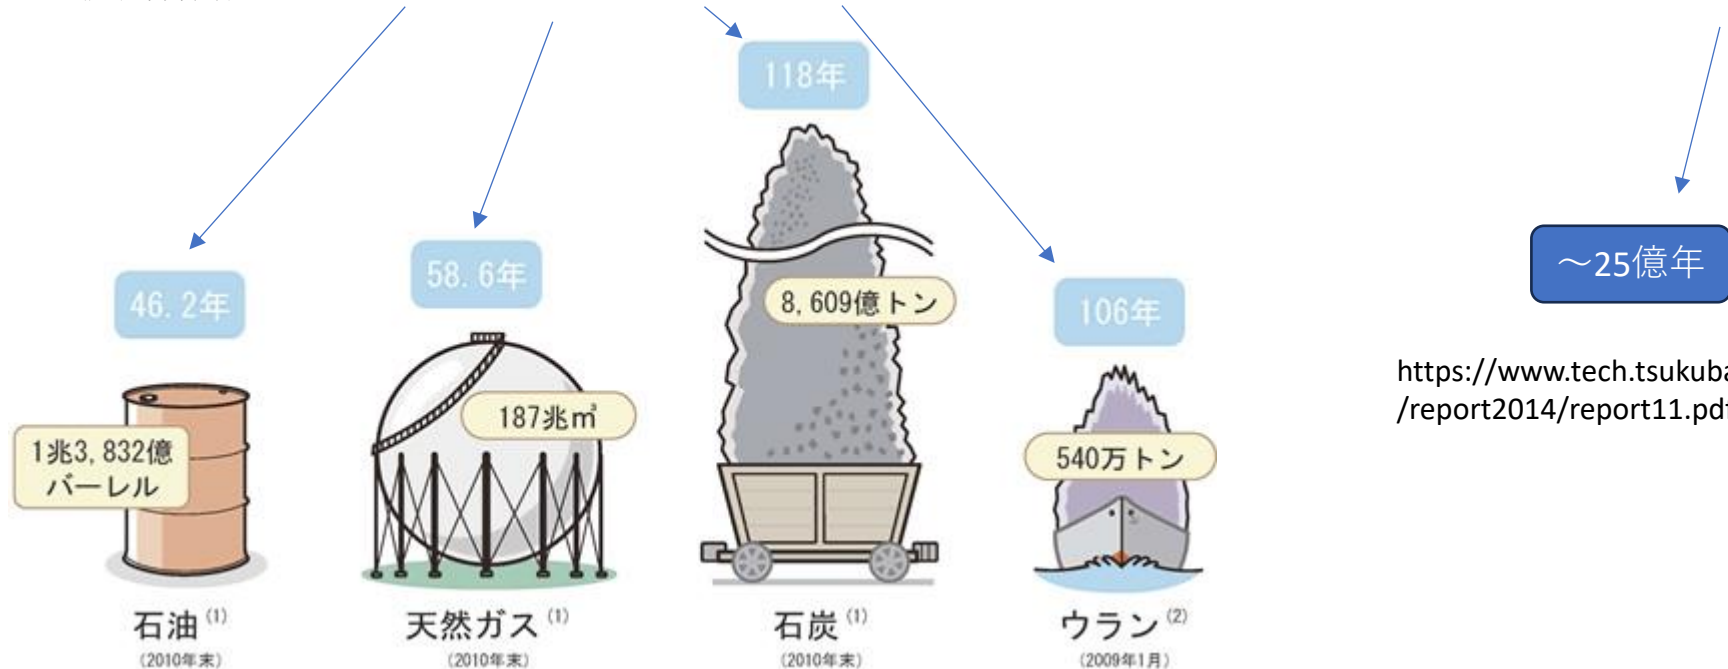 118年
58.6年
46.2年
106年
～25億年
8,609億トン
187兆㎥
1兆3,832億
バーレル
540万トン
https://www.tech.tsukuba
/report2014/report11.pdf
石油(1)
(2010年末)
天然ガス(1)
(2010年末)
石炭(1)
(2010年末)
ウラン(2)
(2009年1月)